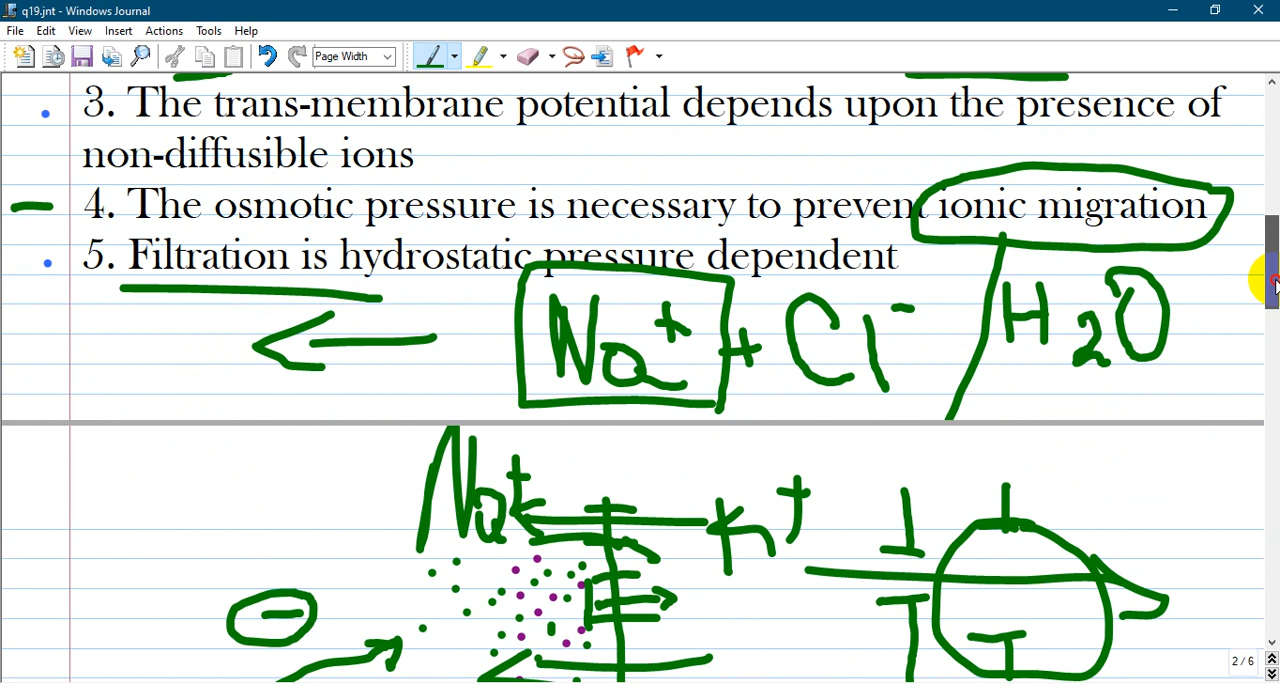 q19.jnt - Windows Journal
File Edit View Insert Actions Tools Help
Page Width
3. The trans-membrane potential depends upon the presence of
non-diffusible ions
4. The osmotic pressure is necessary to prevent ionic migration
5. Filtration is hydrostatic pressure dependent
Na+ + Cl- H2O
Na+ K+
2 / 6